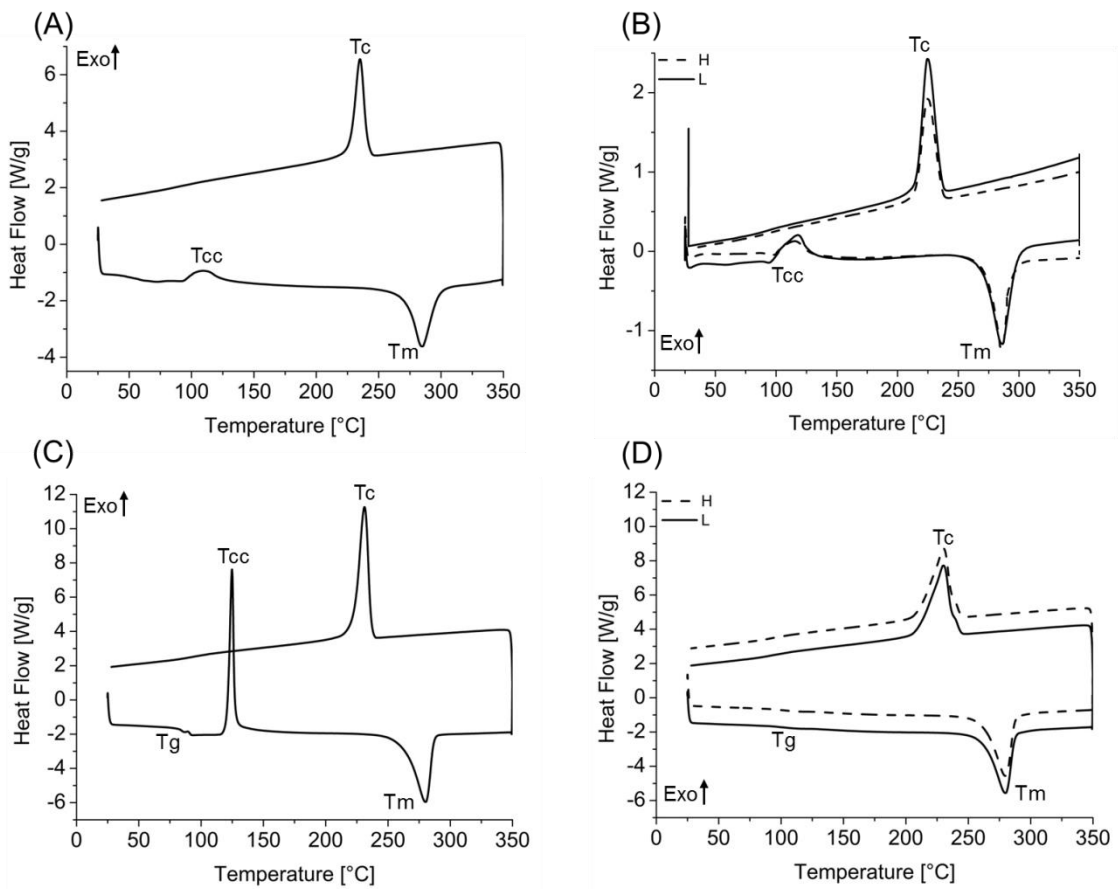 (A)
Exo↑
Tc
Tcc
Tm
6
4
2
0
-2
-4
Heat Flow [W/g]
0 50 100 150 200 250 300 350
Temperature [°C]
(B)
H
L
Tc
Tcc
Tm
Exo↑
2
1
0
-1
Heat Flow [W/g]
0 50 100 150 200 250 300 350
Temperature [°C]
(C)
Exo↑
Tc
Tcc
Tg
Tm
12
10
8
6
4
2
0
-2
-4
-6
Heat Flow [W/g]
0 50 100 150 200 250 300 350
Temperature [°C]
(D)
H
L
Tc
Tg
Tm
Exo↑
12
10
8
6
4
2
0
-2
-4
-6
Heat Flow [W/g]
0 50 100 150 200 250 300 350
Temperature [°C]